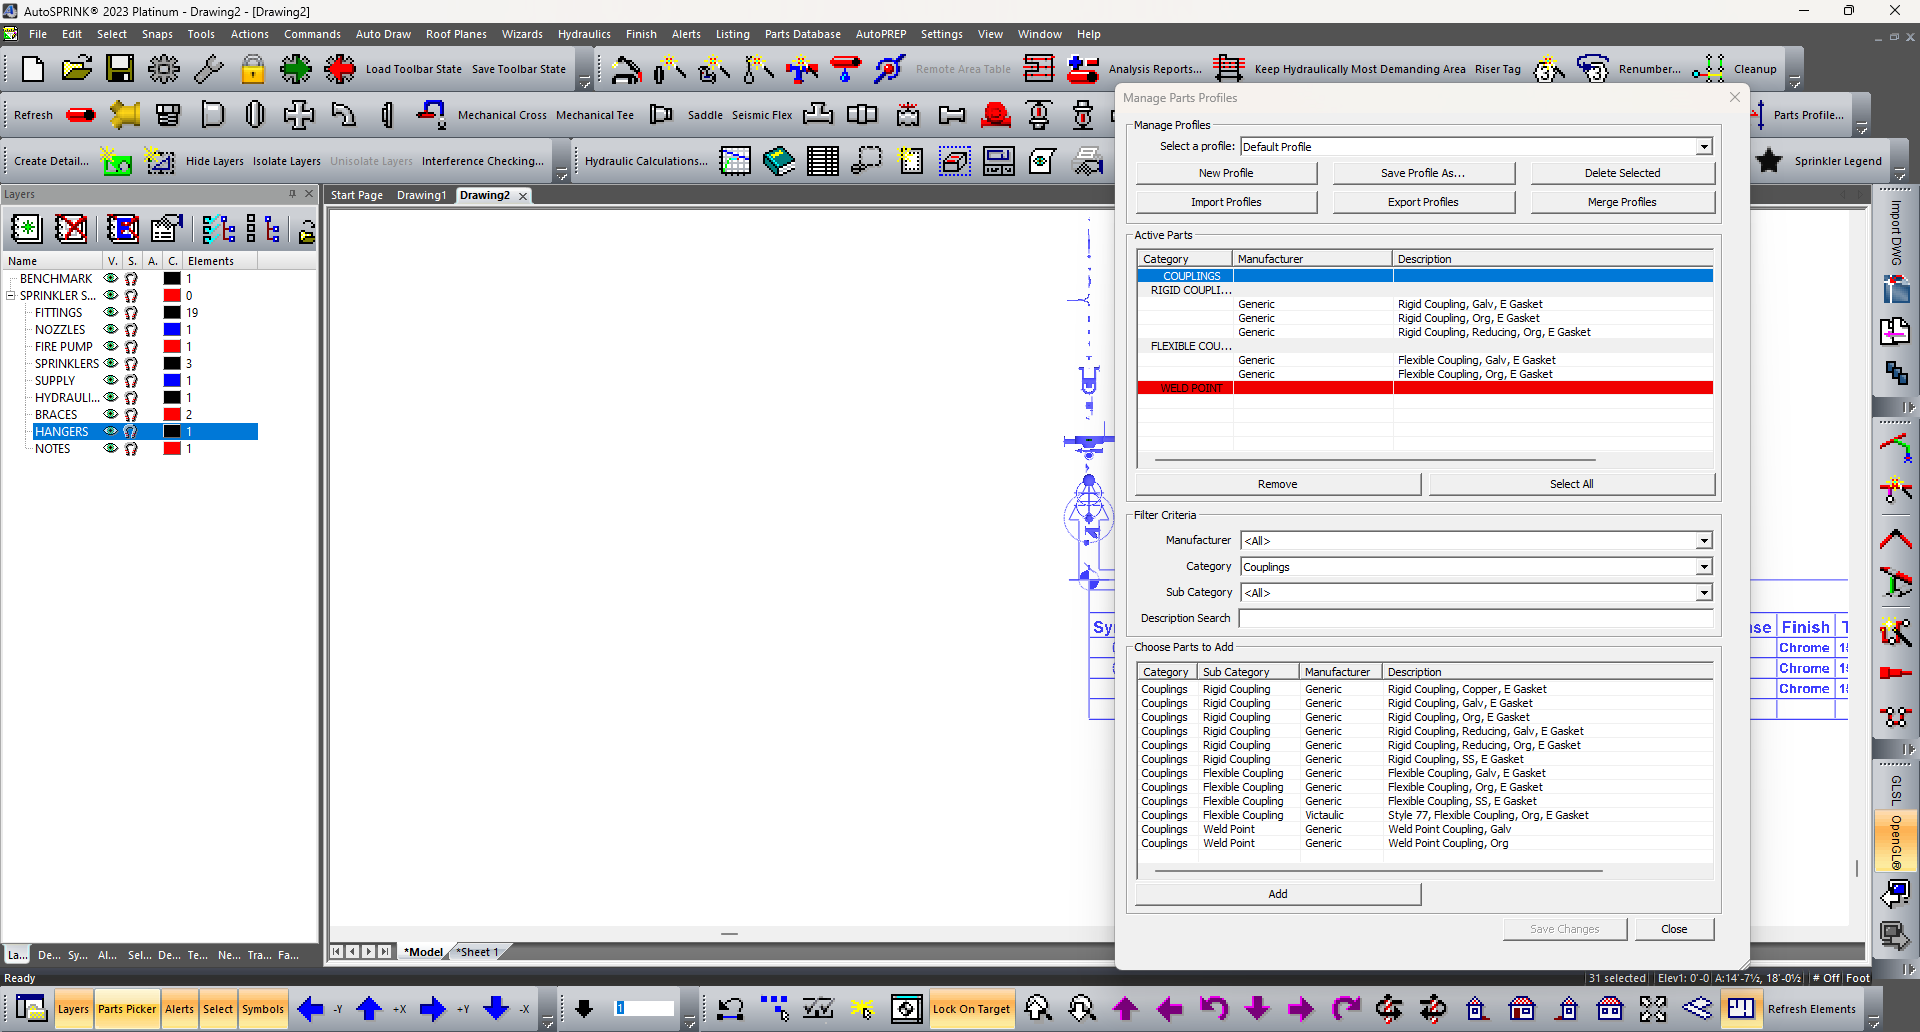 AutoSPRINK® 2023 Platinum - Drawing2 - [Drawing2]
File Edit Select Snaps Tools Actions Commands Auto Draw Roof Planes Wizards Hydraulics Finish Alerts Listing Parts Database AutoPREP Settings View Window Help
Load Toolbar State Save Toolbar State Remote Area Table Analysis Reports... Keep Hydraulically Most Demanding Area Riser Tag Renumber... Cleanup
Refresh Mechanical Cross Mechanical Tee Saddle Seismic Flex Parts Profile...
Create Detail... Hide Layers Isolate Layers Unisolate Layers Interference Checking... Hydraulic Calculations... Sprinkler Legend
Layers
Name V. S. A. C. Elements
BENCHMARK 1
SPRINKLER S... 0
FITTINGS 19
NOZZLES 1
FIRE PUMP 1
SPRINKLERS 3
SUPPLY 1
HYDRAULI... 1
BRACES 2
HANGERS 1
NOTES 1
La... De... Sy... Al... Sel... De... Te... Ne... Tra... Fa...
Start Page Drawing1 Drawing2
Sy
se Finish T
Chrome 1
Chrome 1
Chrome 1
*Model *Sheet 1
Manage Parts Profiles
Manage Profiles
Select a profile: Default Profile
New Profile Save Profile As... Delete Selected
Import Profiles Export Profiles Merge Profiles
Active Parts
Category Manufacturer Description
COUPLINGS
RIGID COUPLI...
Generic Rigid Coupling, Galv, E Gasket
Generic Rigid Coupling, Org, E Gasket
Generic Rigid Coupling, Reducing, Org, E Gasket
FLEXIBLE COU...
Generic Flexible Coupling, Galv, E Gasket
Generic Flexible Coupling, Org, E Gasket
WELD POINT
Remove Select All
Filter Criteria
Manufacturer <All>
Category Couplings
Sub Category <All>
Description Search
Choose Parts to Add
Category Sub Category Manufacturer Description
Couplings Rigid Coupling Generic Rigid Coupling, Copper, E Gasket
Couplings Rigid Coupling Generic Rigid Coupling, Galv, E Gasket
Couplings Rigid Coupling Generic Rigid Coupling, Org, E Gasket
Couplings Rigid Coupling Generic Rigid Coupling, Reducing, Galv, E Gasket
Couplings Rigid Coupling Generic Rigid Coupling, Reducing, Org, E Gasket
Couplings Rigid Coupling Generic Rigid Coupling, SS, E Gasket
Couplings Flexible Coupling Generic Flexible Coupling, Galv, E Gasket
Couplings Flexible Coupling Generic Flexible Coupling, Org, E Gasket
Couplings Flexible Coupling Generic Flexible Coupling, SS, E Gasket
Couplings Flexible Coupling Victaulic Style 77, Flexible Coupling, Org, E Gasket
Couplings Weld Point Generic Weld Point Coupling, Galv
Couplings Weld Point Generic Weld Point Coupling, Org
Add
Save Changes Close
Import DWG
GLSL
OpenGL®
Ready 31 selected Elev1: 0'-0 A:14'-7½, 18'-0½ # Off Foot
Layers Parts Picker Alerts Select Symbols -Y +X +Y -X 1 Lock On Target Refresh Elements